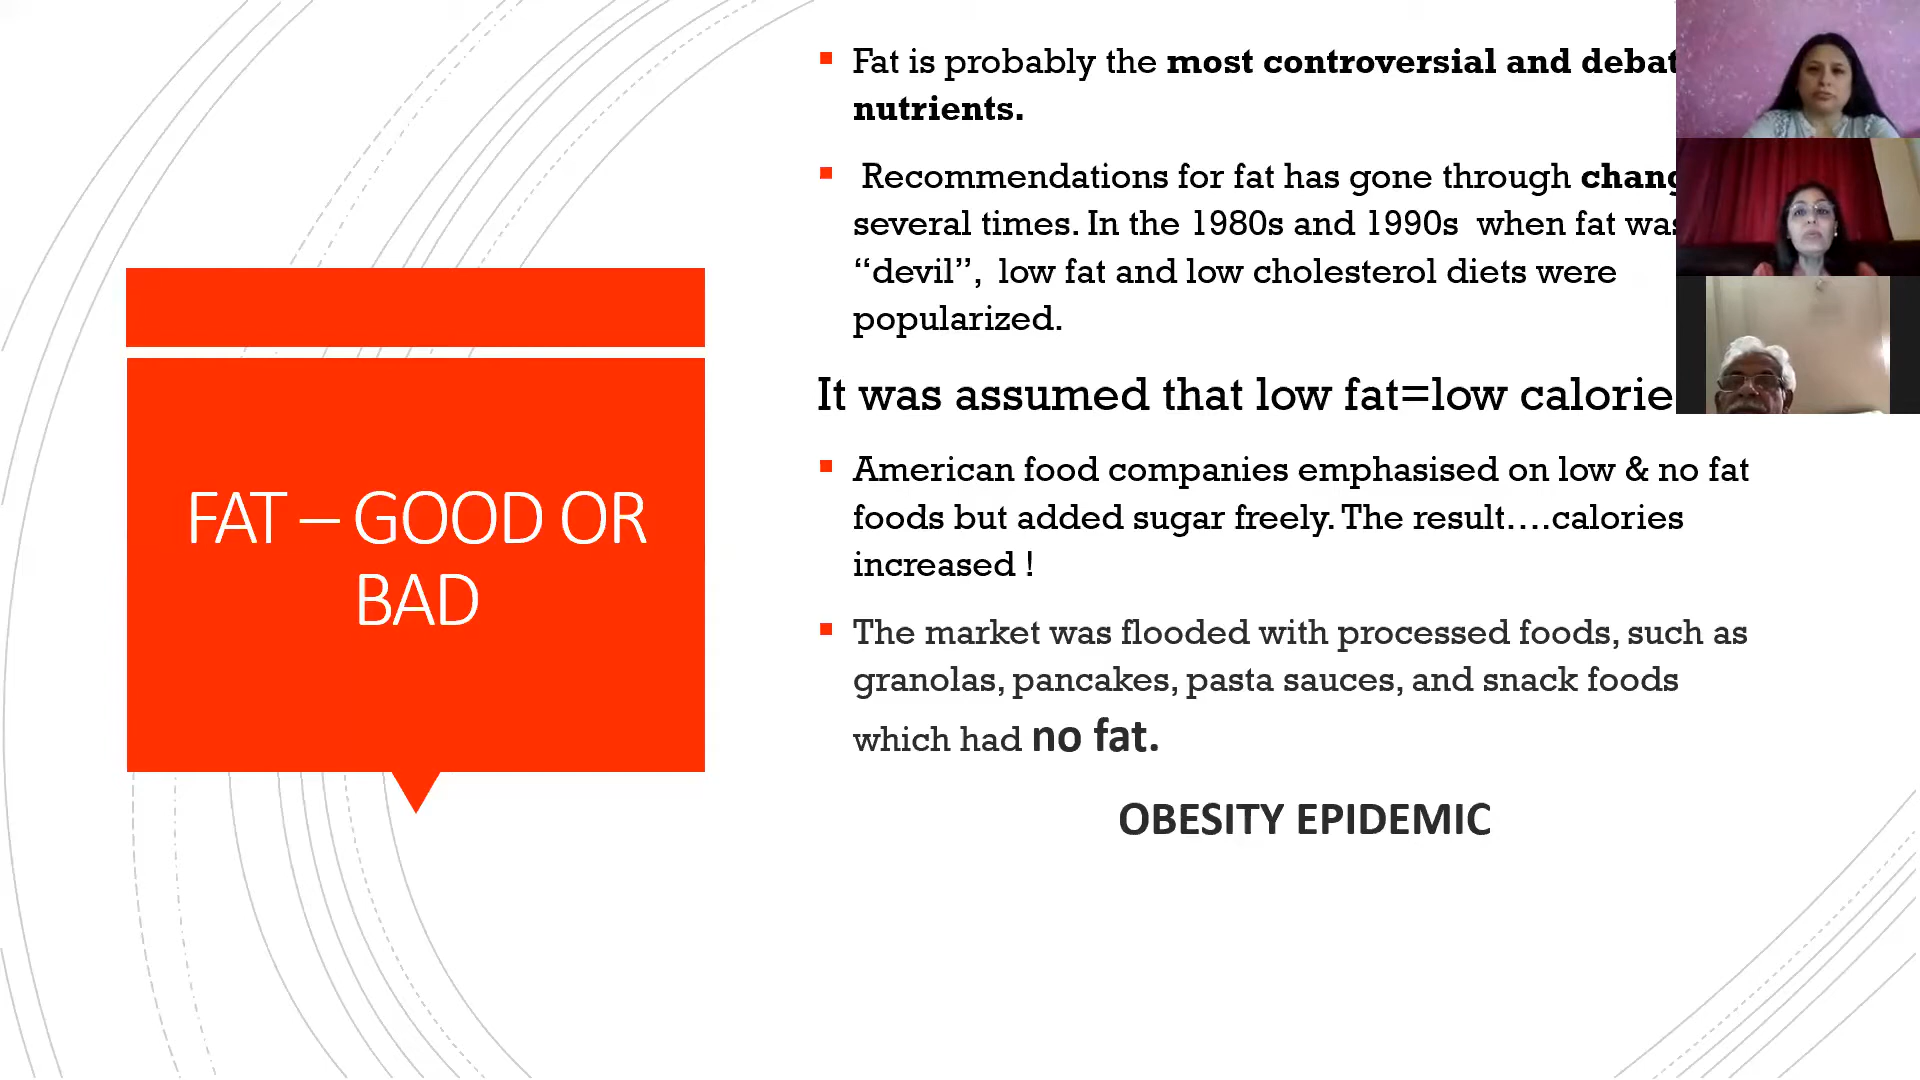 FAT – GOOD OR
BAD
Fat is probably the most controversial and
nutrients.
Recommendations for fat has gone through
several times. In the 1980s and 1990s when fat was
“devil”, low fat and low cholesterol diets were
popularized.
It was assumed that low fat=low calorie
American food companies emphasised on low & no fat
foods but added sugar freely. The result....calories
increased !
The market was flooded with processed foods, such as
granolas, pancakes, pasta sauces, and snack foods
which had no fat.
OBESITY EPIDEMIC